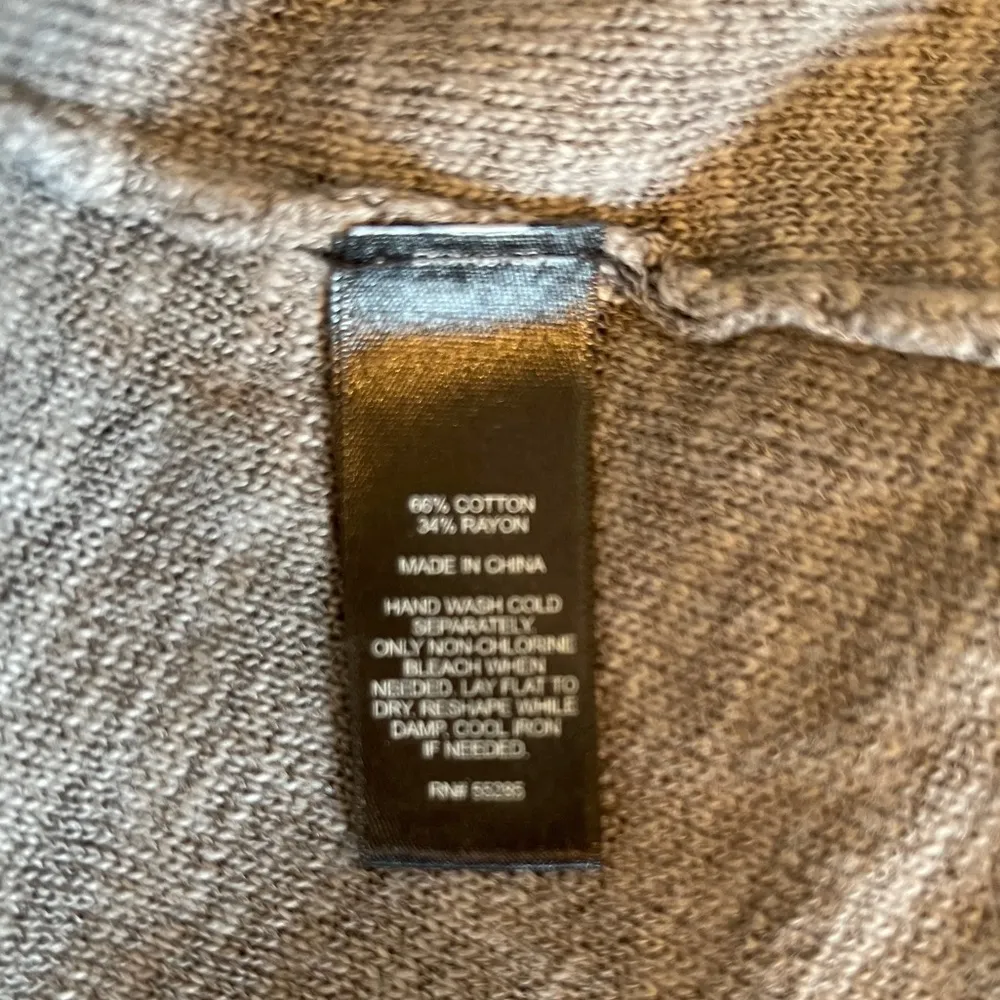 66% COTTON
34% RAYON
MADE IN CHINA
HAND WASH COLD
SEPARATELY.
ONLY NON-CHLORINE
BLEACH WHEN
NEEDED. LAY FLAT TO
DRY. RESHAPE WHILE
DAMP. COOL IRON
IF NEEDED.
RN# 55285